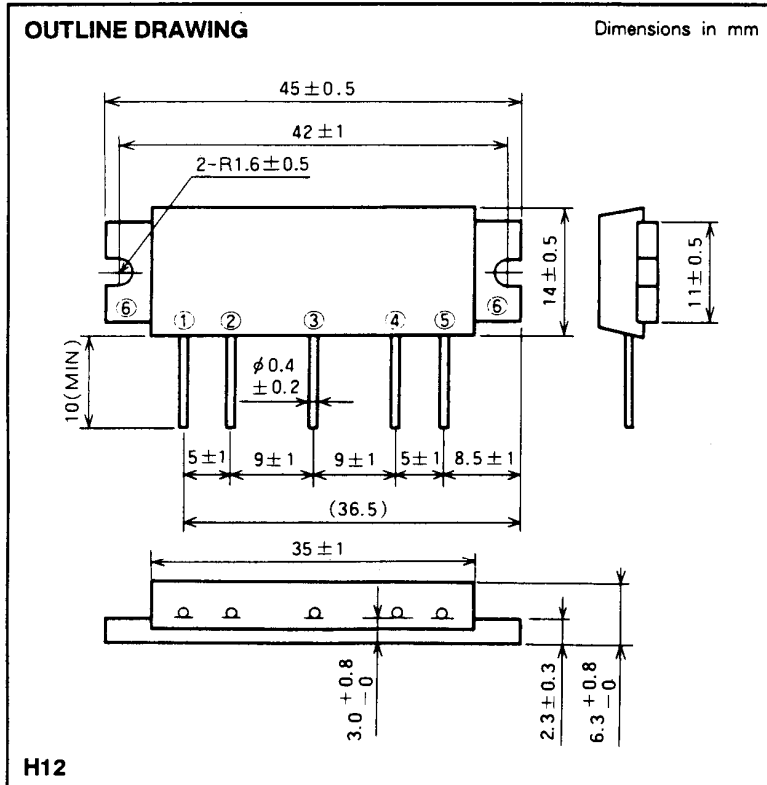 OUTLINE DRAWING
Dimensions in mm
45±0.5
42±1
2-R1.6±0.5
14±0.5
11±0.5
⑥ ① ② ③ ④ ⑤ ⑥
10(MIN)
ϕ0.4
±0.2
5±1 9±1 9±1 5±1 8.5±1
(36.5)
35±1
3.0 +0.8 −0
2.3±0.3
6.3 +0.8 −0
H12